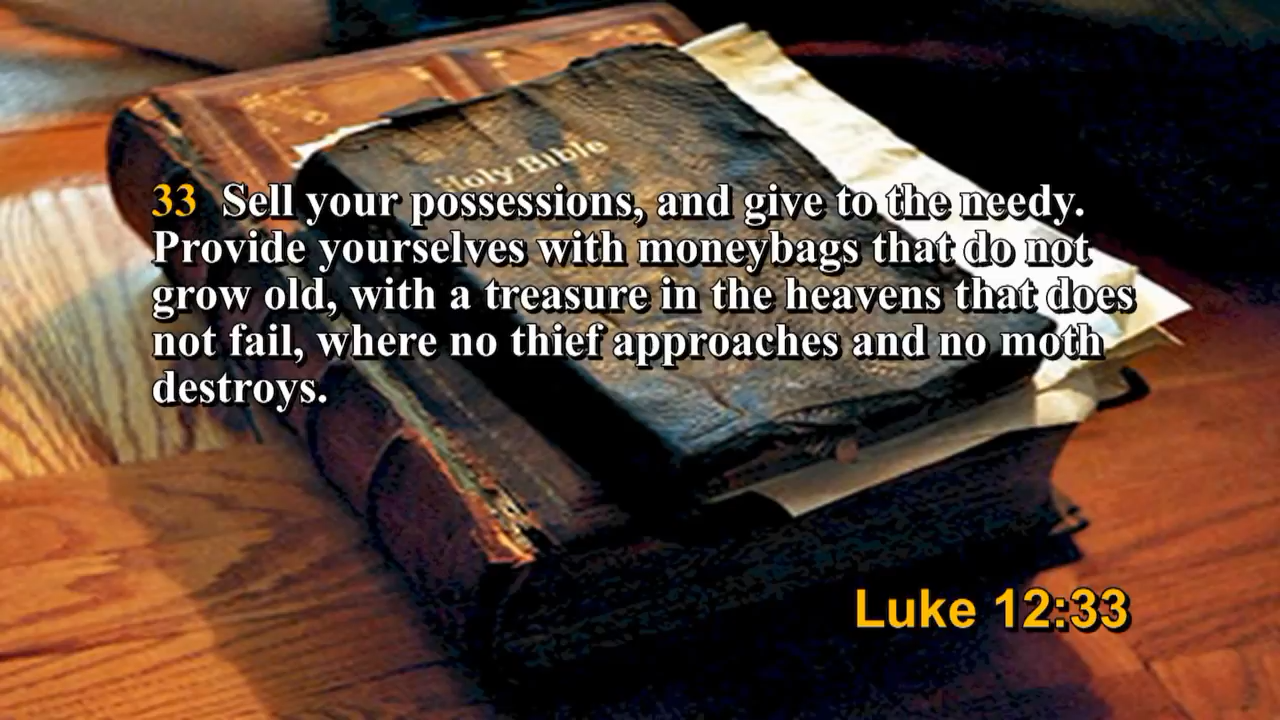 Holy Bible
33 Sell your possessions, and give to the needy.
Provide yourselves with moneybags that do not
grow old, with a treasure in the heavens that does
not fail, where no thief approaches and no moth
destroys.
Luke 12:33